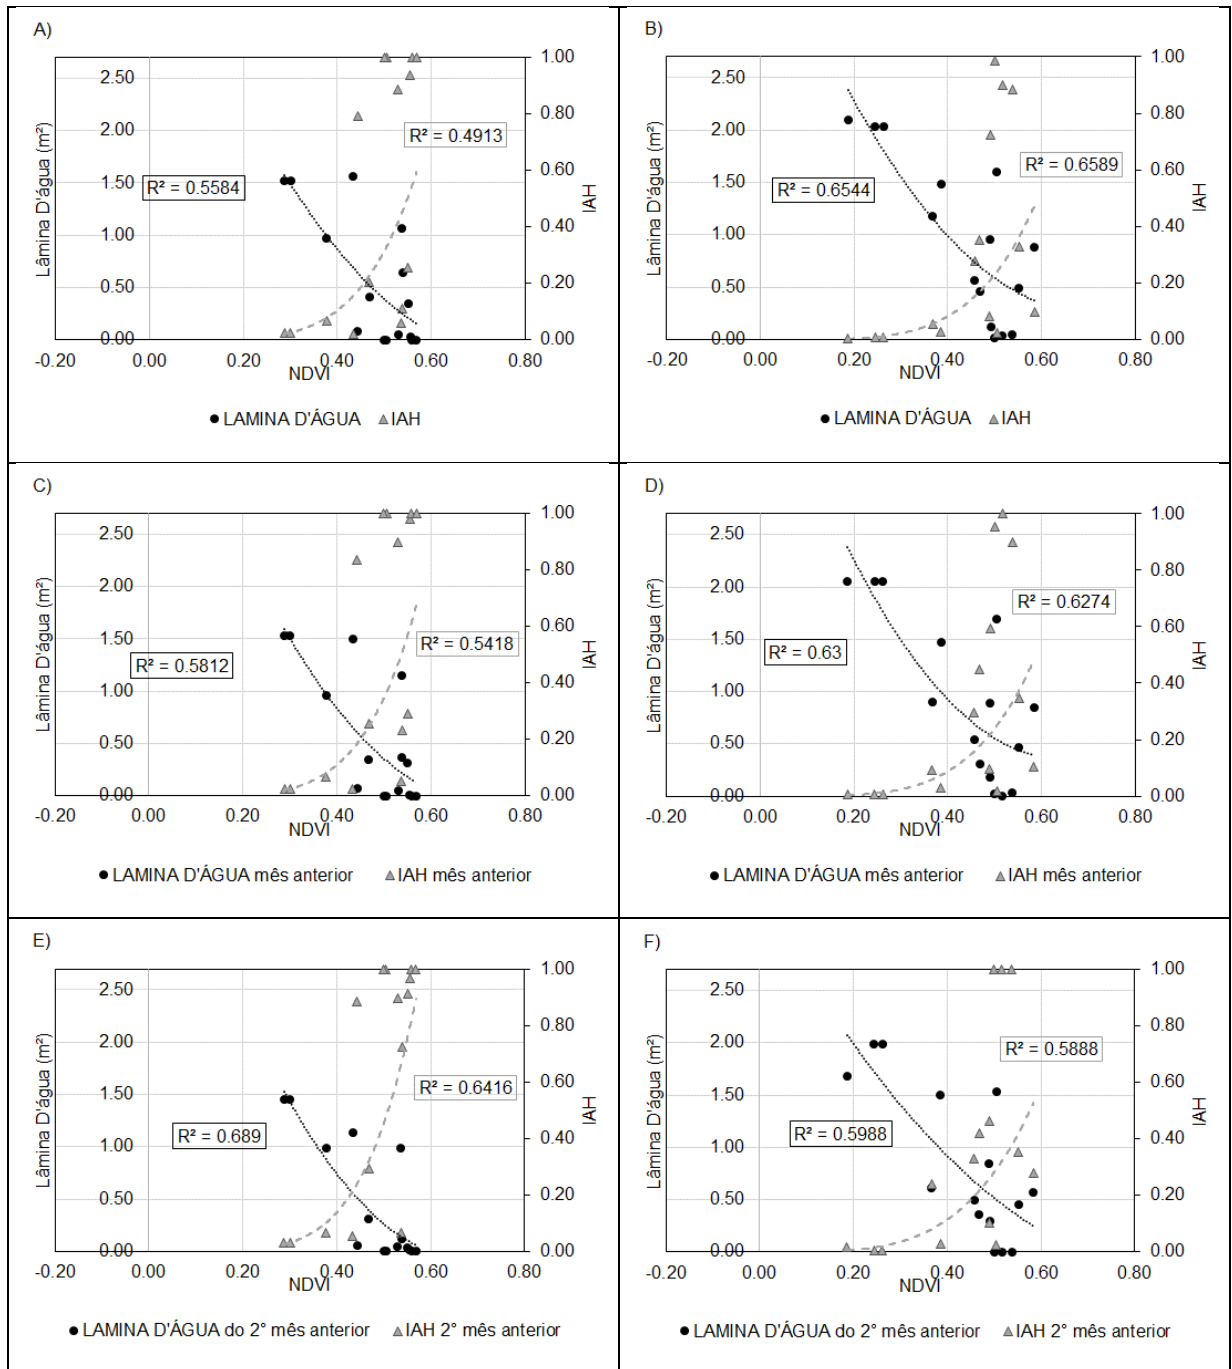 A)
2.50
2.00
1.50
1.00
0.50
0.00
1.00
0.80
0.60
0.40
0.20
0.00
Lâmina D'água (m²)
IAH
R² = 0.4913
R² = 0.5584
-0.20 0.00 0.20 0.40 0.60 0.80
NDVI
LAMINA D'ÁGUA IAH
B)
2.50
2.00
1.50
1.00
0.50
0.00
1.00
0.80
0.60
0.40
0.20
0.00
Lâmina D'água (m²)
IAH
R² = 0.6589
R² = 0.6544
-0.20 0.00 0.20 0.40 0.60 0.80
NDVI
LAMINA D'ÁGUA IAH
C)
2.50
2.00
1.50
1.00
0.50
0.00
1.00
0.80
0.60
0.40
0.20
0.00
Lâmina D'água (m²)
IAH
R² = 0.5418
R² = 0.5812
-0.20 0.00 0.20 0.40 0.60 0.80
NDVI
LAMINA D'ÁGUA mês anterior IAH mês anterior
D)
2.50
2.00
1.50
1.00
0.50
0.00
1.00
0.80
0.60
0.40
0.20
0.00
Lâmina D'água (m²)
IAH
R² = 0.6274
R² = 0.63
-0.20 0.00 0.20 0.40 0.60 0.80
NDVI
LAMINA D'ÁGUA mês anterior IAH mês anterior
E)
2.50
2.00
1.50
1.00
0.50
0.00
1.00
0.80
0.60
0.40
0.20
0.00
Lâmina D'água (m²)
IAH
R² = 0.6416
R² = 0.689
-0.20 0.00 0.20 0.40 0.60 0.80
NDVI
LAMINA D'ÁGUA do 2° mês anterior IAH 2° mês anterior
F)
2.50
2.00
1.50
1.00
0.50
0.00
1.00
0.80
0.60
0.40
0.20
0.00
Lâmina D'água (m²)
IAH
R² = 0.5888
R² = 0.5988
-0.20 0.00 0.20 0.40 0.60 0.80
NDVI
LAMINA D'ÁGUA do 2° mês anterior IAH 2° mês anterior